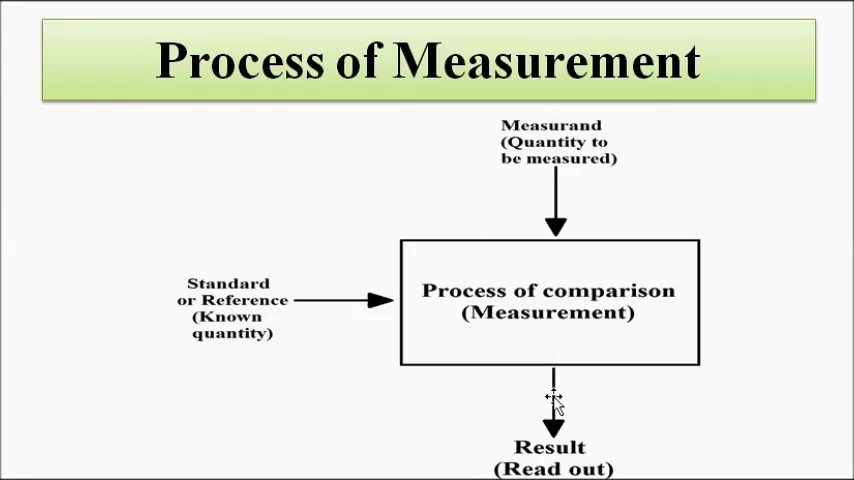 Process of Measurement
Measurand
(Quantity to
be measured)
Standard
or Reference
(Known
quantity)
Process of comparison
(Measurement)
Result
(Read out)